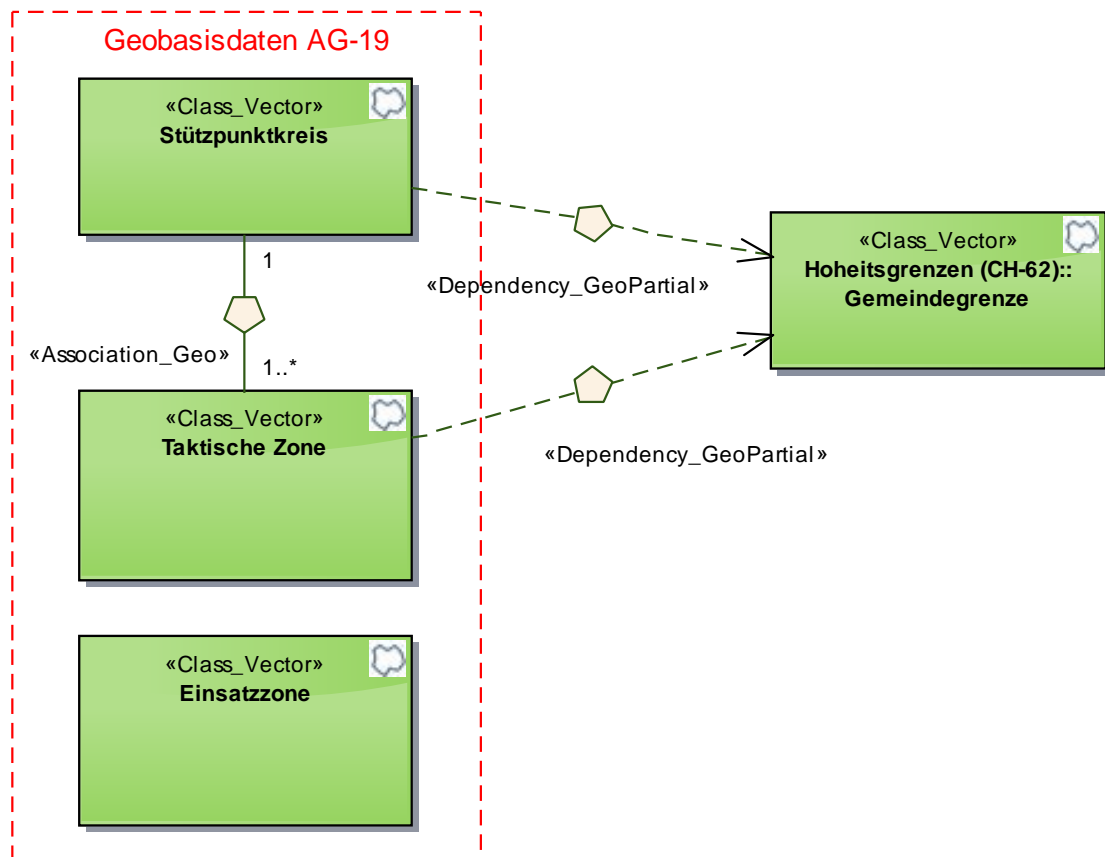 Geobasisdaten AG-19
«Class_Vector»
Stützpunktkreis
1
«Association_Geo»
1..*
«Class_Vector»
Taktische Zone
«Class_Vector»
Einsatzzone
«Dependency_GeoPartial»
«Dependency_GeoPartial»
«Class_Vector»
Hoheitsgrenzen (CH-62)::
Gemeindegrenze